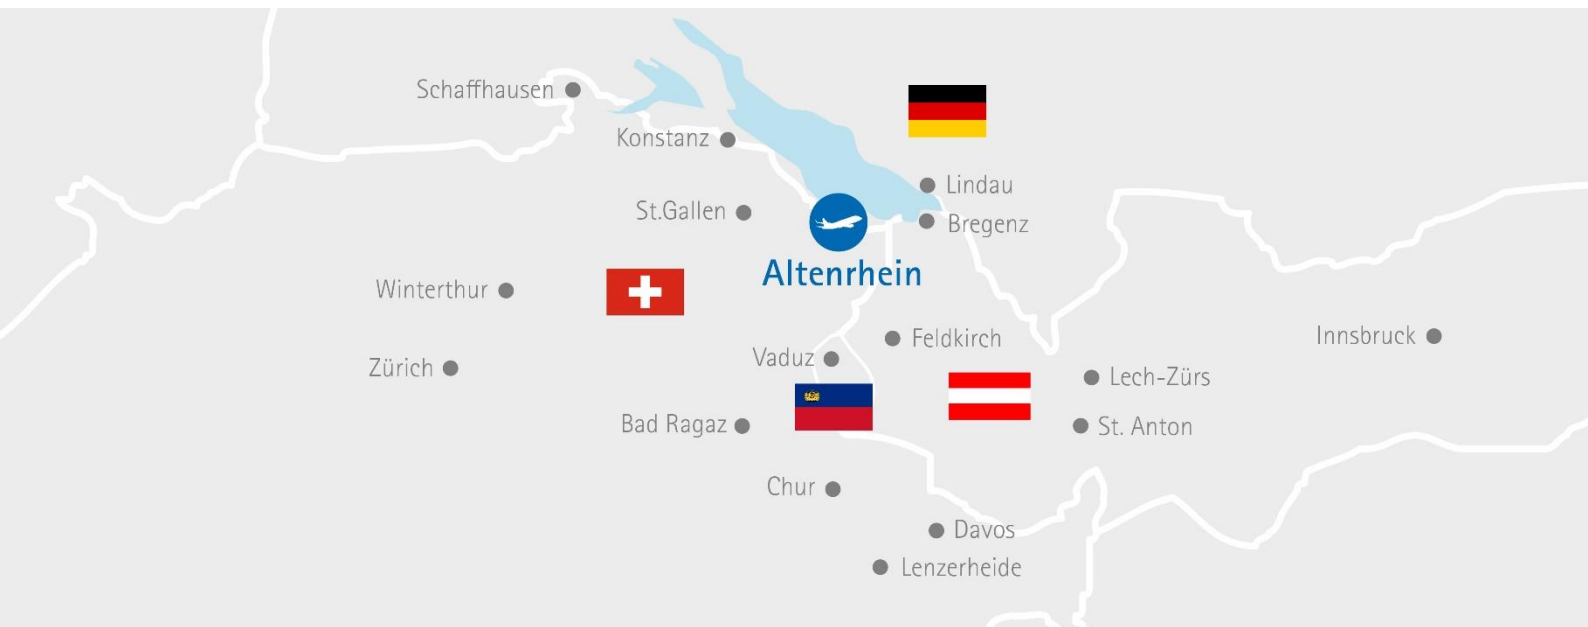 Schaffhausen
Konstanz
Lindau
St.Gallen
Bregenz
Altenrhein
Winterthur
Feldkirch
Innsbruck
Vaduz
Zürich
Lech-Zürs
Bad Ragaz
St. Anton
Chur
Davos
Lenzerheide